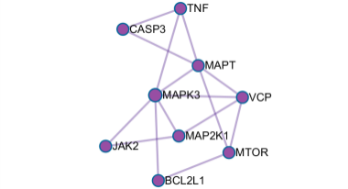 TNF
CASP3
MAPT
MAPK3
VCP
MAP2K1
JAK2
MTOR
BCL2L1